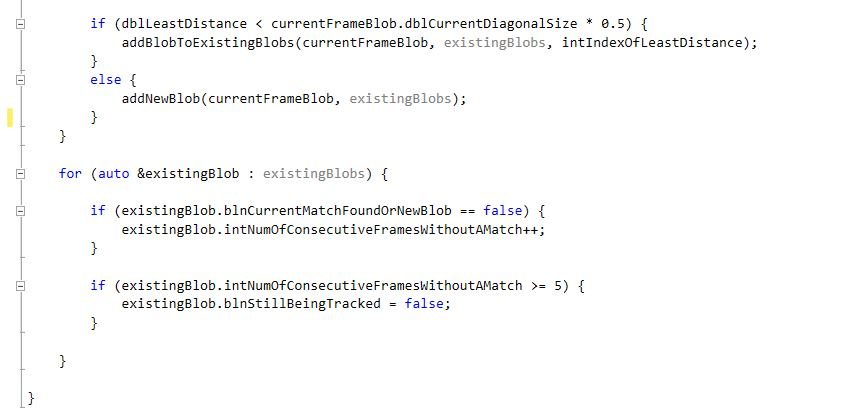 if (dblLeastDistance < currentFrameBlob.dblCurrentDiagonalSize * 0.5) {
addBlobToExistingBlobs(currentFrameBlob, existingBlobs, intIndexOfLeastDistance);
}
else {
addNewBlob(currentFrameBlob, existingBlobs);
}
}
for (auto &existingBlob : existingBlobs) {
if (existingBlob.blnCurrentMatchFoundOrNewBlob == false) {
existingBlob.intNumOfConsecutiveFramesWithoutAMatch++;
}
if (existingBlob.intNumOfConsecutiveFramesWithoutAMatch >= 5) {
existingBlob.blnStillBeingTracked = false;
}
}
}